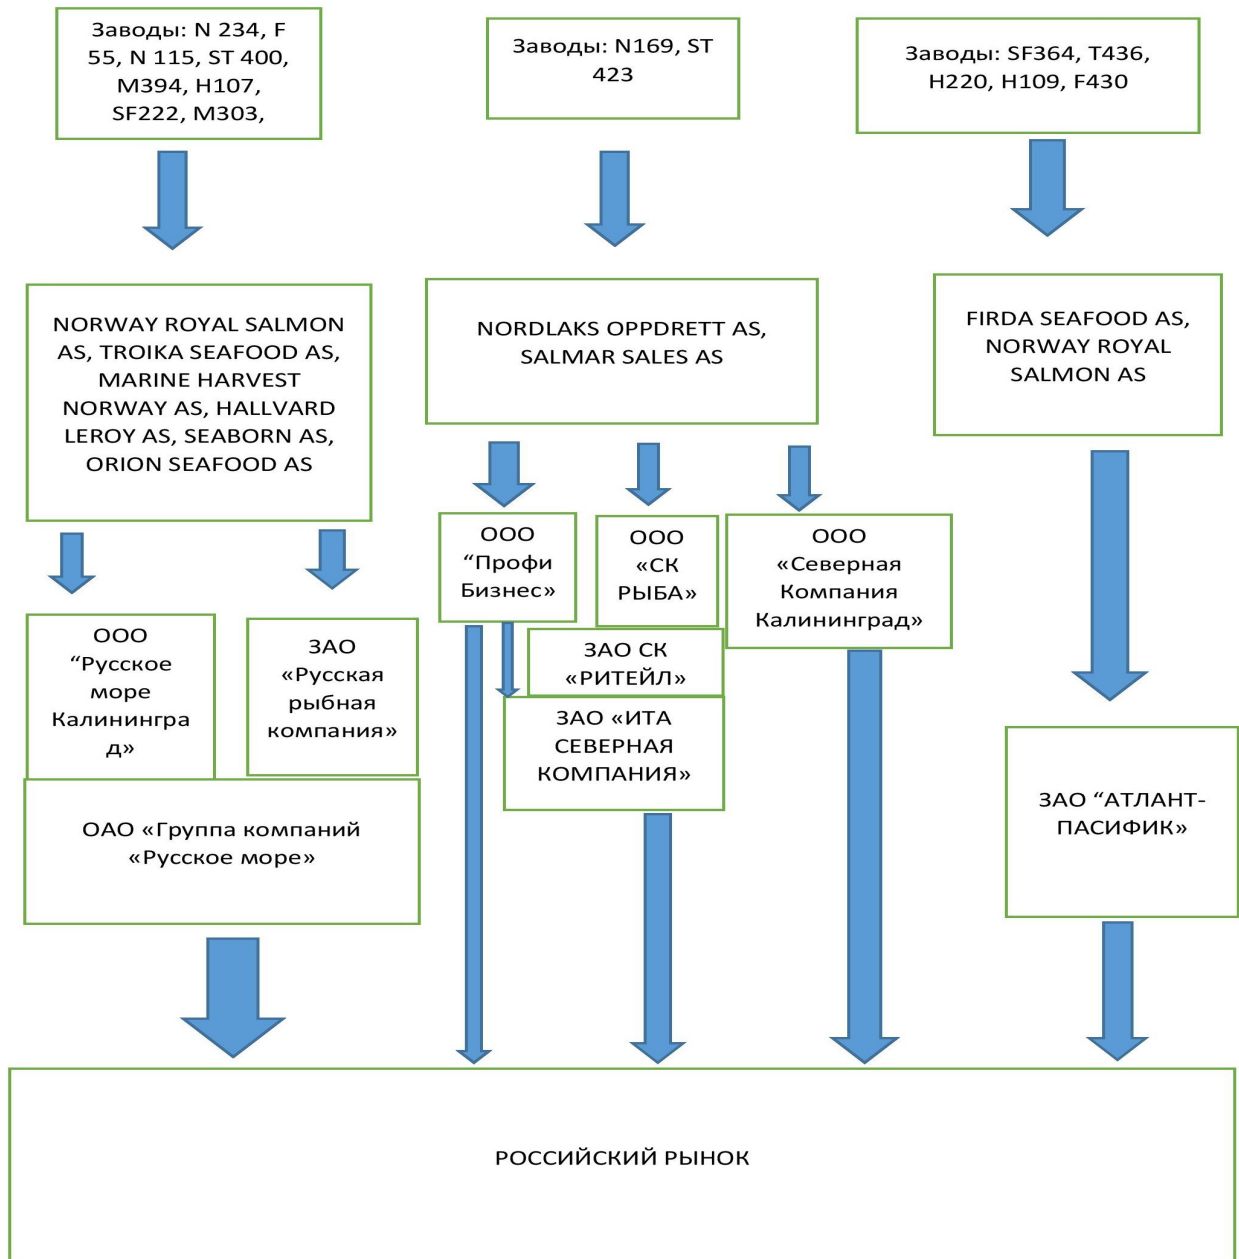 Заводы: N 234, F
55, N 115, ST 400,
M394, H107,
SF222, M303,
Заводы: N169, ST
423
Заводы: SF364, T436,
H220, H109, F430
NORWAY ROYAL SALMON
AS, TROIKA SEAFOOD AS,
MARINE HARVEST
NORWAY AS, HALLVARD
LEROY AS, SEABORN AS,
ORION SEAFOOD AS
NORDLAKS OPPDRETT AS,
SALMAR SALES AS
FIRDA SEAFOOD AS,
NORWAY ROYAL
SALMON AS
ООО
“Профи
Бизнес»
ООО
«СК
РЫБА»
ООО
«Северная
Компания
Калининград»
ООО
“Русское
море
Калинингра
д»
ЗАО
«Русская
рыбная
компания»
ЗАО СК
«РИТЕЙЛ»
ЗАО «ИТА
СЕВЕРНАЯ
КОМПАНИЯ»
ОАО «Группа компаний
«Русское море»
ЗАО “АТЛАНТ-
ПАСИФИК»
РОССИЙСКИЙ РЫНОК